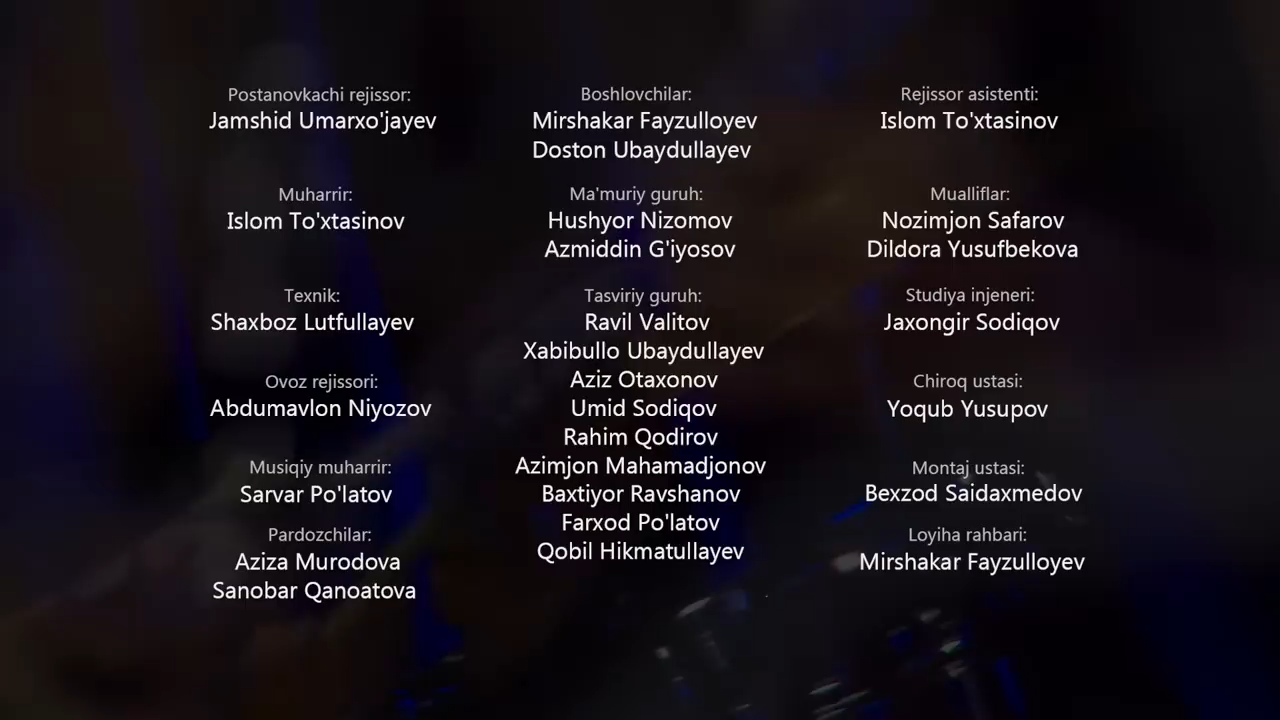 Postanovkachi rejissor:
Jamshid Umarxo'jayev
Muharrir:
Islom To'xtasinov
Texnik:
Shaxboz Lutfullayev
Ovoz rejissori:
Abdumavlon Niyozov
Musiqiy muharrir:
Sarvar Po'latov
Pardozchilar:
Aziza Murodova
Sanobar Qanoatova
Boshlovchilar:
Mirshakar Fayzulloyev
Doston Ubaydullayev
Ma'muriy guruh:
Hushyor Nizomov
Azmiddin G'iyosov
Tasviriy guruh:
Ravil Valitov
Xabibullo Ubaydullayev
Aziz Otaxonov
Umid Sodiqov
Rahim Qodirov
Azimjon Mahamadjonov
Baxtiyor Ravshanov
Farxod Po'latov
Qobil Hikmatullayev
Rejissor asistenti:
Islom To'xtasinov
Mualliflar:
Nozimjon Safarov
Dildora Yusufbekova
Studiya injeneri:
Jaxongir Sodiqov
Chiroq ustasi:
Yoqub Yusupov
Montaj ustasi:
Bexzod Saidaxmedov
Loyiha rahbari:
Mirshakar Fayzulloyev